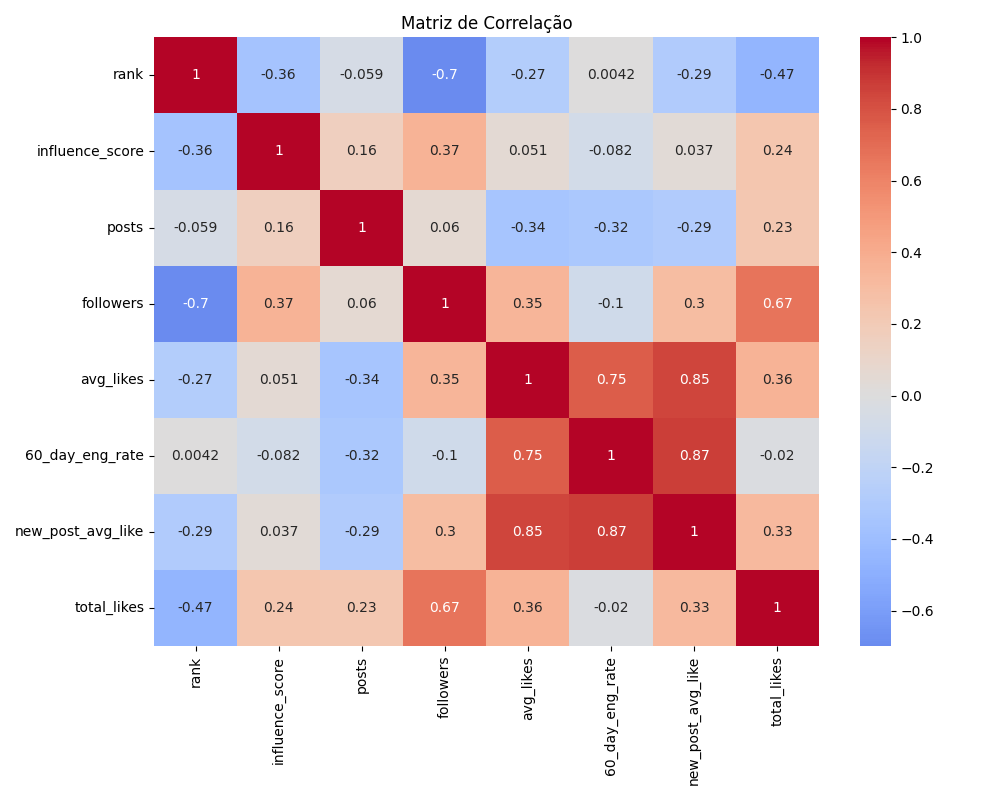 Matriz de Correlação
rank 1 -0.36 -0.059 -0.7 -0.27 0.0042 -0.29 -0.47
influence_score -0.36 1 0.16 0.37 0.051 -0.082 0.037 0.24
posts -0.059 0.16 1 0.06 -0.34 -0.32 -0.29 0.23
followers -0.7 0.37 0.06 1 0.35 -0.1 0.3 0.67
avg_likes -0.27 0.051 -0.34 0.35 1 0.75 0.85 0.36
60_day_eng_rate 0.0042 -0.082 -0.32 -0.1 0.75 1 0.87 -0.02
new_post_avg_like -0.29 0.037 -0.29 0.3 0.85 0.87 1 0.33
total_likes -0.47 0.24 0.23 0.67 0.36 -0.02 0.33 1
rank
influence_score
posts
followers
avg_likes
60_day_eng_rate
new_post_avg_like
total_likes
1.0
0.8
0.6
0.4
0.2
0.0
−0.2
−0.4
−0.6